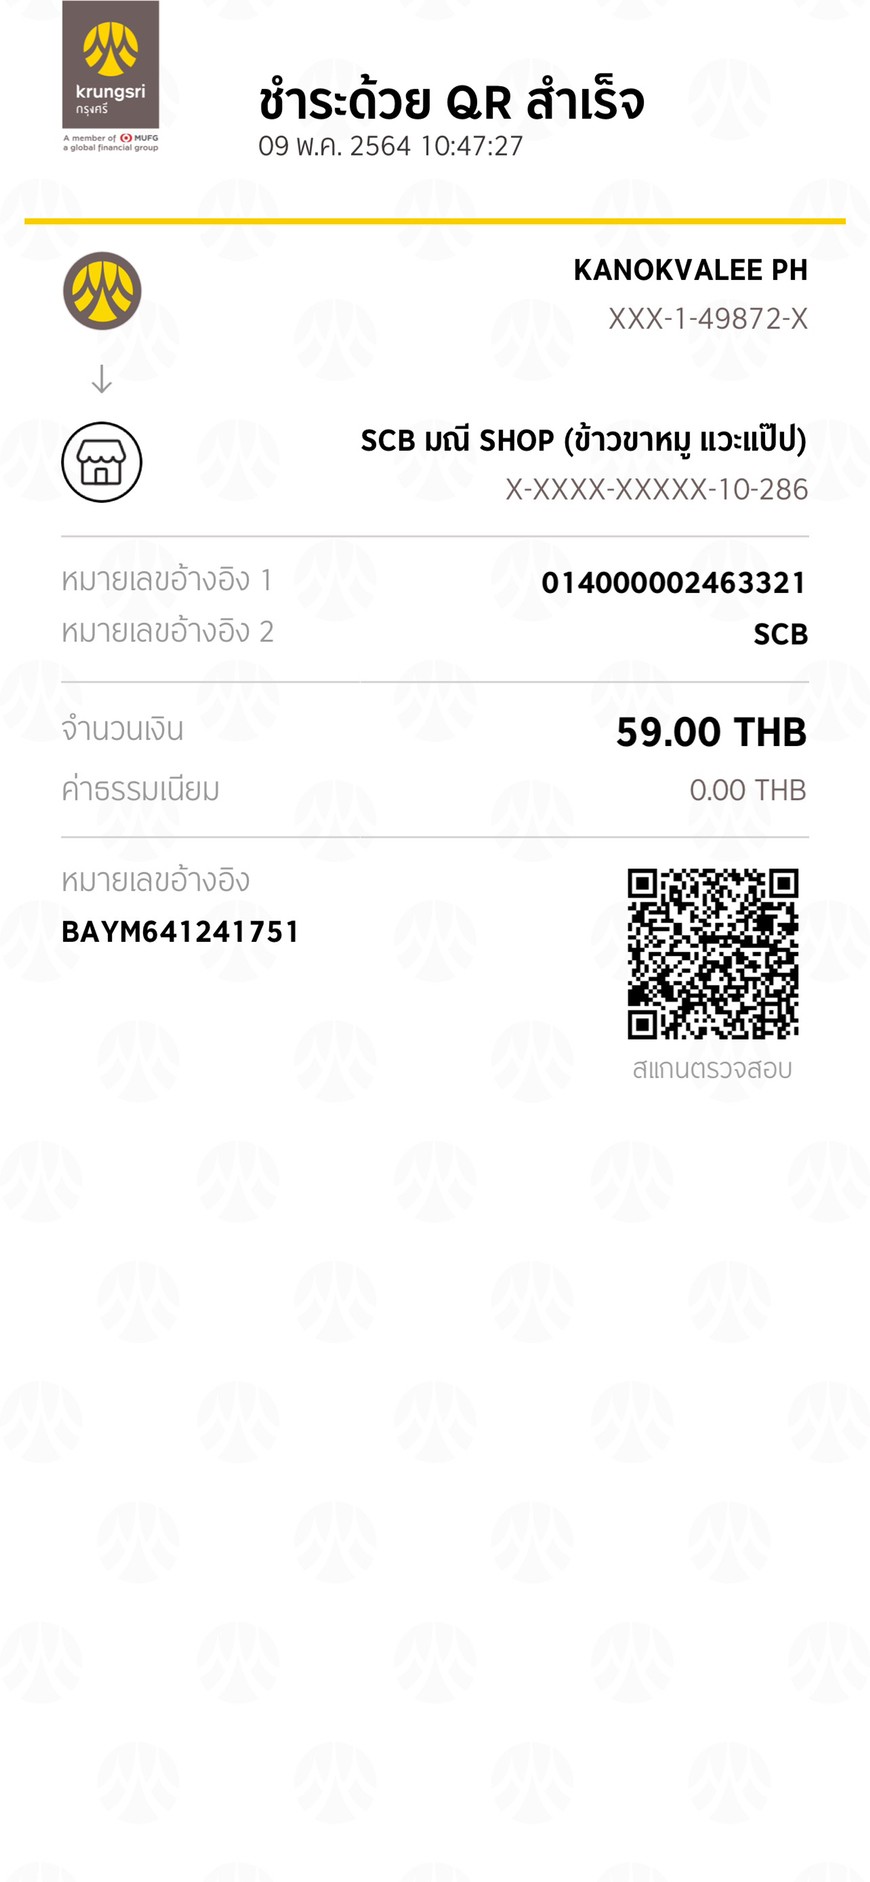 krungsri
กรุงศรี
A member of MUFG
a global financial group
ชำระด้วย QR สำเร็จ
09 พ.ค. 2564 10:47:27
KANOKVALEE PH
XXX-1-49872-X
SCB มณี SHOP (ข้าวขาหมู แวะแป๊ป)
X-XXXX-XXXXX-10-286
หมายเลขอ้างอิง 1 014000002463321
หมายเลขอ้างอิง 2 SCB
จำนวนเงิน 59.00 THB
ค่าธรรมเนียม 0.00 THB
หมายเลขอ้างอิง
BAYM641241751
สแกนตรวจสอบ